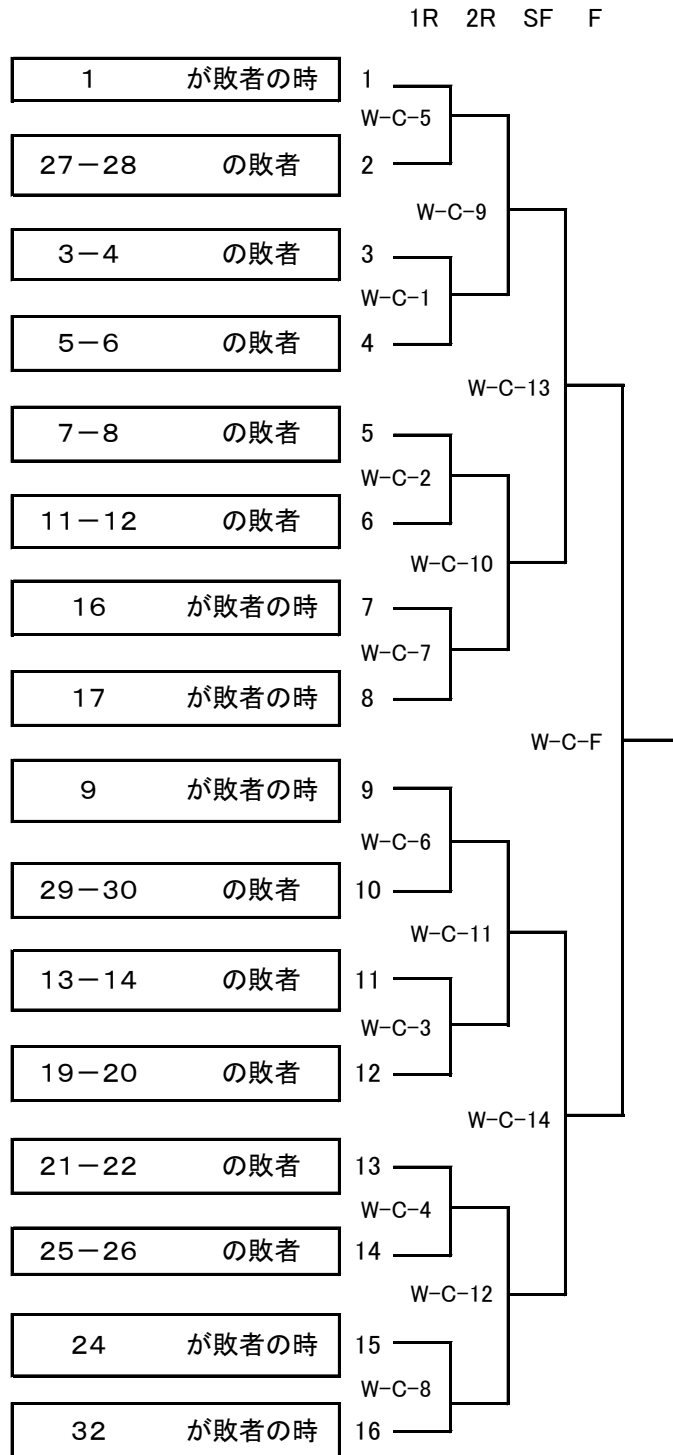 1R 2R SF F
1 が敗者の時 1
W-C-5
27－28 の敗者 2
W-C-9
3－4 の敗者 3
W-C-1
5－6 の敗者 4
W-C-13
7－8 の敗者 5
W-C-2
11－12 の敗者 6
W-C-10
16 が敗者の時 7
W-C-7
17 が敗者の時 8
W-C-F
9 が敗者の時 9
W-C-6
29－30 の敗者 10
W-C-11
13－14 の敗者 11
W-C-3
19－20 の敗者 12
W-C-14
21－22 の敗者 13
W-C-4
25－26 の敗者 14
W-C-12
24 が敗者の時 15
W-C-8
32 が敗者の時 16